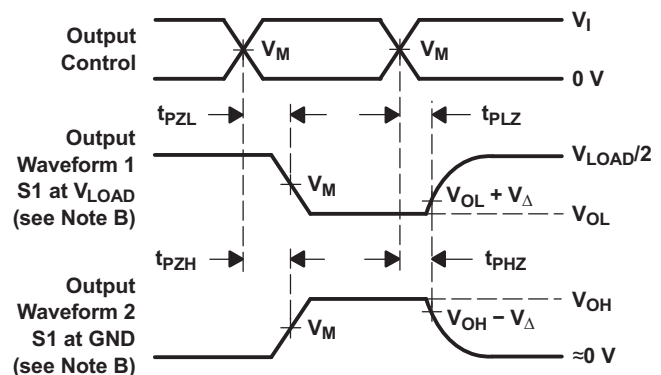 Output
Control
V_I
V_M
V_M
0 V
t_PZL
t_PLZ
Output
Waveform 1
S1 at V_LOAD
(see Note B)
V_LOAD/2
V_M
V_OL + V_Δ
V_OL
t_PZH
t_PHZ
Output
Waveform 2
S1 at GND
(see Note B)
V_OH
V_M
V_OH − V_Δ
≈0 V